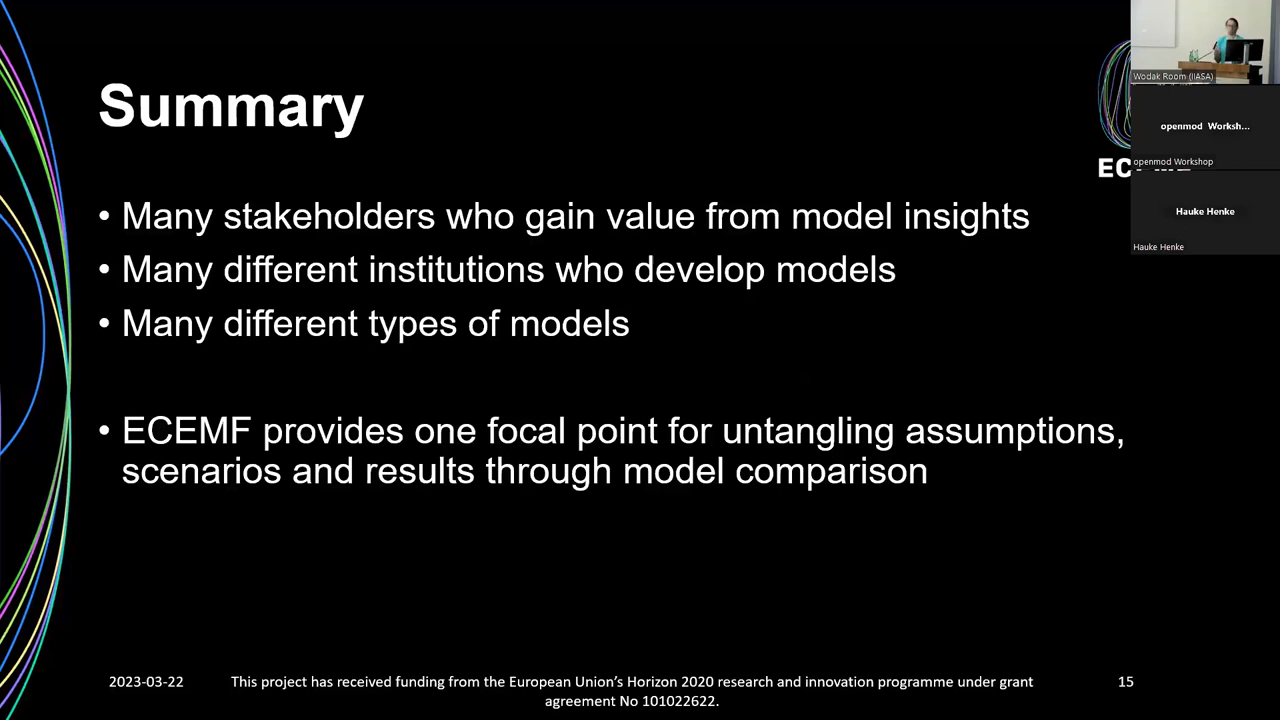 Summary
• Many stakeholders who gain value from model insights
• Many different institutions who develop models
• Many different types of models
• ECEMF provides one focal point for untangling assumptions,
scenarios and results through model comparison
2023-03-22
This project has received funding from the European Union's Horizon 2020 research and innovation programme under grant
agreement No 101022622.
15
Wodak Room (IIASA)
openmod Worksh...
openmod Workshop
Hauke Henke
Hauke Henke